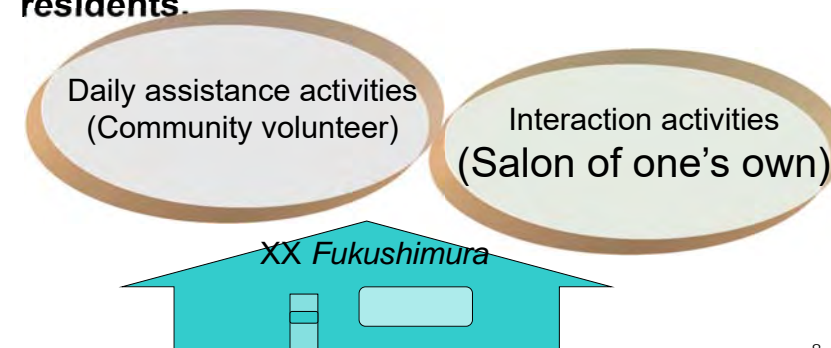 residents.
Daily assistance activities
(Community volunteer)
Interaction activities
(Salon of one's own)
XX Fukushimura